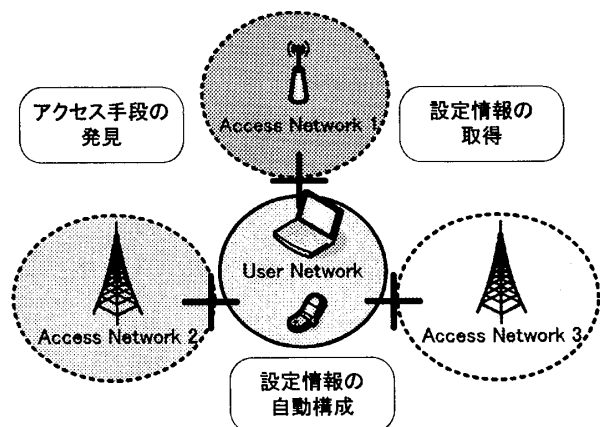 アクセス手段の
発見
Access Network 1
設定情報の
取得
User Network
Access Network 2
Access Network 3
設定情報の
自動構成